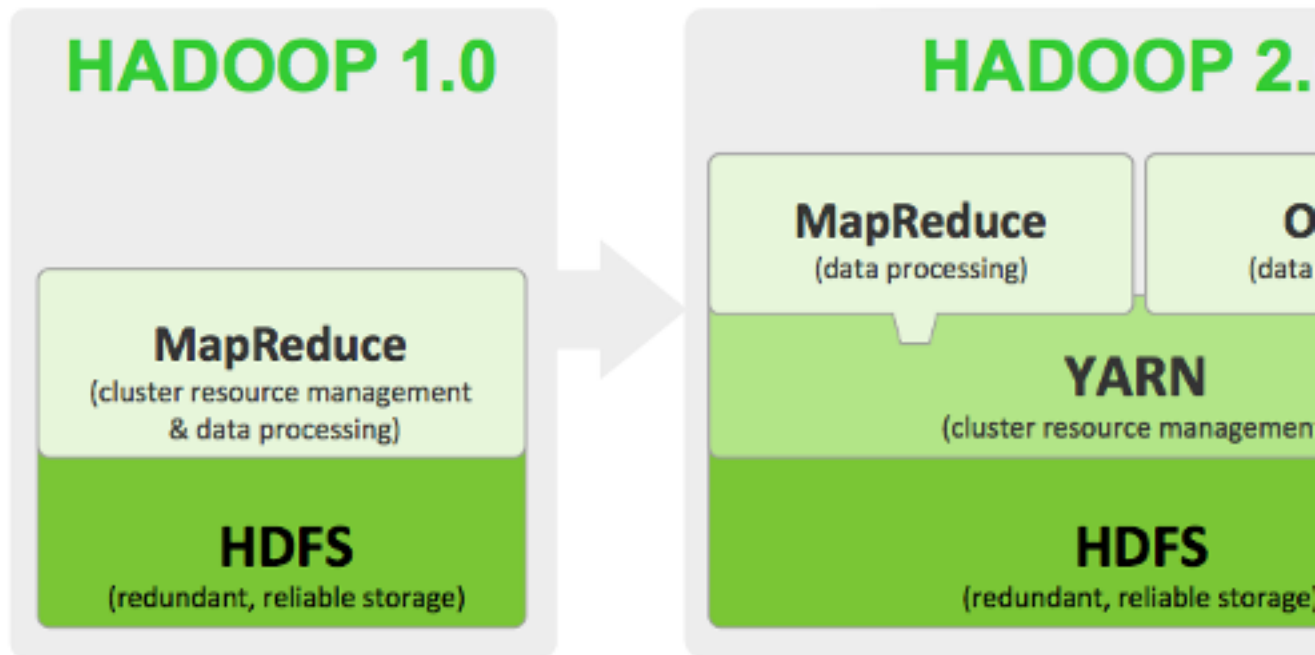 HADOOP 1.0
MapReduce
(cluster resource management
& data processing)
HDFS
(redundant, reliable storage)
HADOOP 2.
MapReduce
(data processing)
(data
YARN
(cluster resource management
HDFS
(redundant, reliable storage)